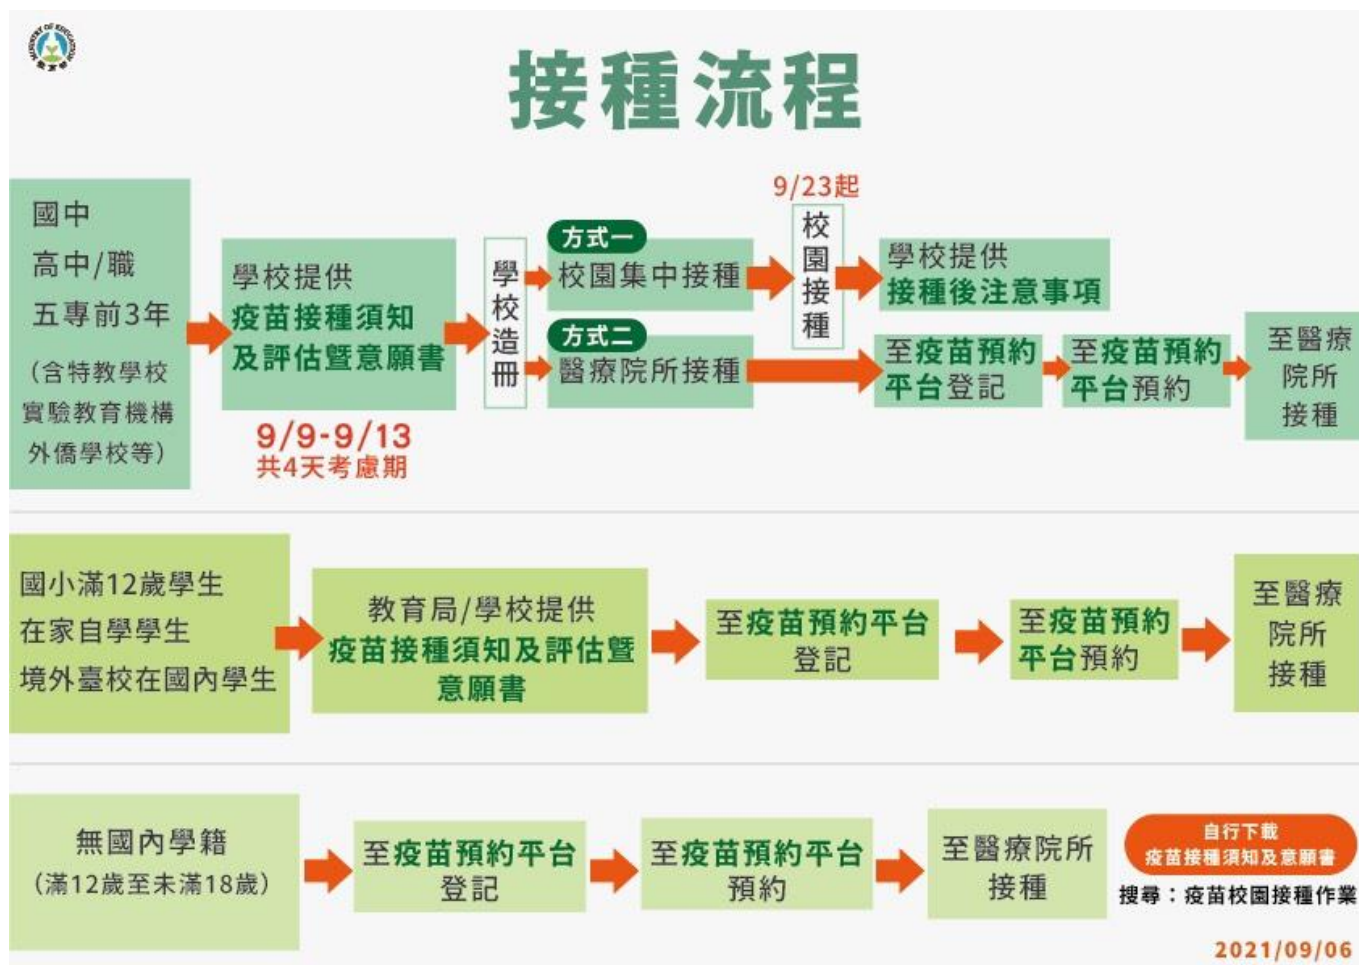 MINISTRY OF EDUCATION
教育部
接種流程
國中
高中/職
五專前3年
(含特教學校
實驗教育機構
外僑學校等)
學校提供
疫苗接種須知
及評估暨意願書
9/9-9/13
共4天考慮期
學校造冊
方式一
校園集中接種
方式二
醫療院所接種
9/23起
校園接種
學校提供
接種後注意事項
至疫苗預約
平台登記
至疫苗預約
平台預約
至醫療
院所
接種
國小滿12歲學生
在家自學學生
境外臺校在國內學生
教育局/學校提供
疫苗接種須知及評估暨
意願書
至疫苗預約平台
登記
至疫苗預約
平台預約
至醫療
院所
接種
無國內學籍
(滿12歲至未滿18歲)
至疫苗預約平台
登記
至疫苗預約平台
預約
至醫療院所
接種
自行下載
疫苗接種須知及意願書
搜尋：疫苗校園接種作業
2021/09/06